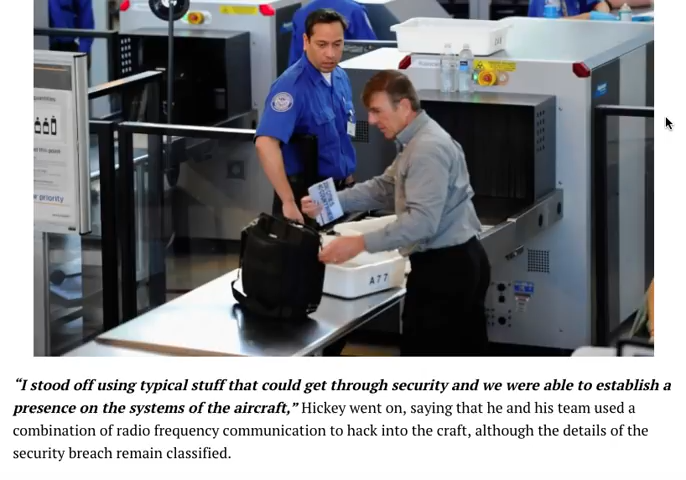 priority
A77
“I stood off using typical stuff that could get through security and we were able to establish a
presence on the systems of the aircraft,” Hickey went on, saying that he and his team used a
combination of radio frequency communication to hack into the craft, although the details of the
security breach remain classified.